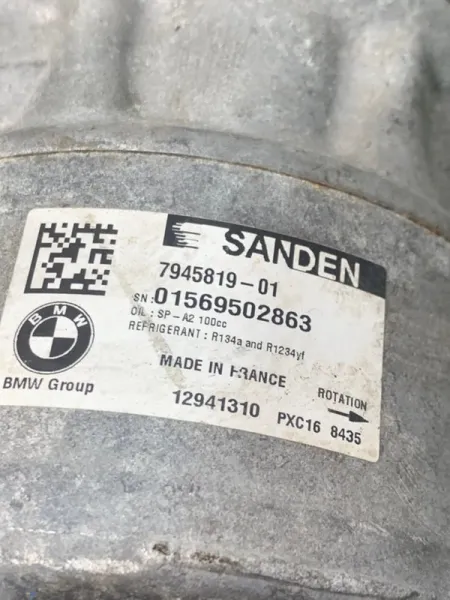 SANDEN
7945819-01
SN:01569502863
OIL : SP-A2 100cc
REFRIGERANT : R134a and R1234yf
BMW
BMW Group
MADE IN FRANCE
ROTATION
12941310 PXC16 8435